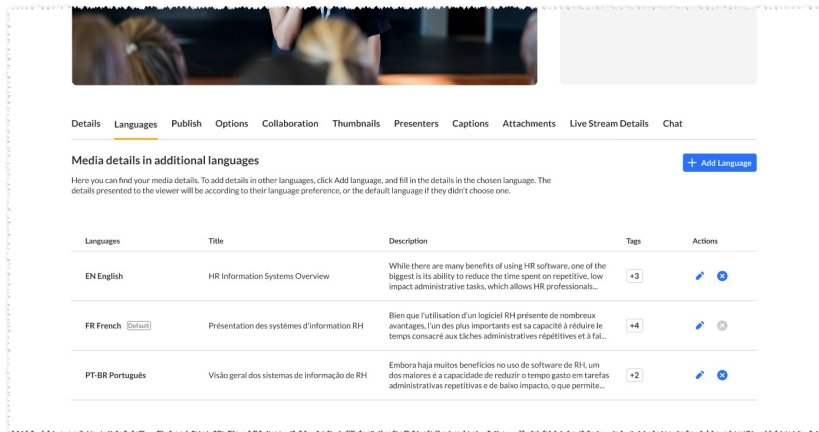 Details Languages Publish Options Collaboration Thumbnails Presenters Captions Attachments Live Stream Details Chat
Media details in additional languages
+ Add Language
Here you can find your media details. To add details in other languages, click Add language, and fill in the details in the chosen language. The
details presented to the viewer will be according to their language preference, or the default language if they didn't choose one.
Languages Title Description Tags Actions
While there are many benefits of using HR software, one of the
EN English HR Information Systems Overview biggest is its ability to reduce the time spent on repetitive, low +3
impact administrative tasks, which allows HR professionals...
Bien que l'utilisation d'un logiciel RH présente de nombreux
FR French Default Présentation des systèmes d'information RH avantages, l'un des plus importants est sa capacité à réduire le +4
temps consacré aux tâches administratives répétitives et à fai...
Embora haja muitos benefícios no uso de software de RH, um
PT-BR Português Visão geral dos sistemas de informação de RH dos maiores é a capacidade de reduzir o tempo gasto em tarefas +2
administrativas repetitivas e de baixo impacto, o que permite...